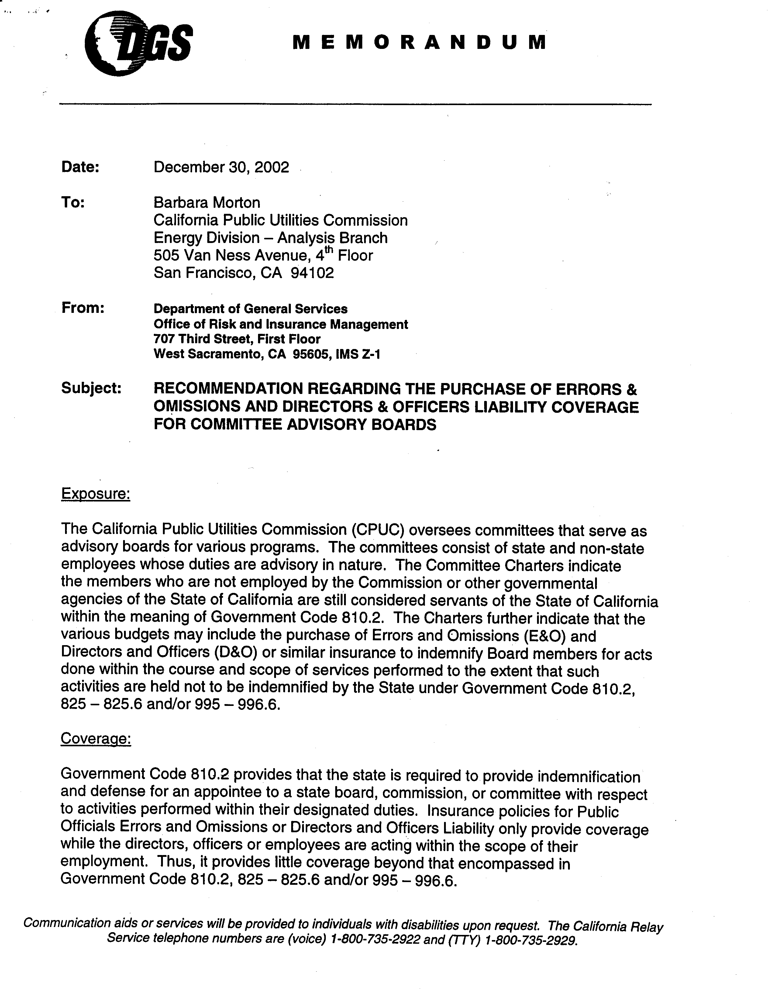 DGS
MEMORANDUM
Date: December 30, 2002
To: Barbara Morton
California Public Utilities Commission
Energy Division – Analysis Branch
505 Van Ness Avenue, 4th Floor
San Francisco, CA 94102
From: Department of General Services
Office of Risk and Insurance Management
707 Third Street, First Floor
West Sacramento, CA 95605, IMS Z-1
Subject: RECOMMENDATION REGARDING THE PURCHASE OF ERRORS &
OMISSIONS AND DIRECTORS & OFFICERS LIABILITY COVERAGE
FOR COMMITTEE ADVISORY BOARDS
Exposure:
The California Public Utilities Commission (CPUC) oversees committees that serve as
advisory boards for various programs. The committees consist of state and non-state
employees whose duties are advisory in nature. The Committee Charters indicate
the members who are not employed by the Commission or other governmental
agencies of the State of California are still considered servants of the State of California
within the meaning of Government Code 810.2. The Charters further indicate that the
various budgets may include the purchase of Errors and Omissions (E&O) and
Directors and Officers (D&O) or similar insurance to indemnify Board members for acts
done within the course and scope of services performed to the extent that such
activities are held not to be indemnified by the State under Government Code 810.2,
825 – 825.6 and/or 995 – 996.6.
Coverage:
Government Code 810.2 provides that the state is required to provide indemnification
and defense for an appointee to a state board, commission, or committee with respect
to activities performed within their designated duties. Insurance policies for Public
Officials Errors and Omissions or Directors and Officers Liability only provide coverage
while the directors, officers or employees are acting within the scope of their
employment. Thus, it provides little coverage beyond that encompassed in
Government Code 810.2, 825 – 825.6 and/or 995 – 996.6.
Communication aids or services will be provided to individuals with disabilities upon request. The California Relay
Service telephone numbers are (voice) 1-800-735-2922 and (TTY) 1-800-735-2929.